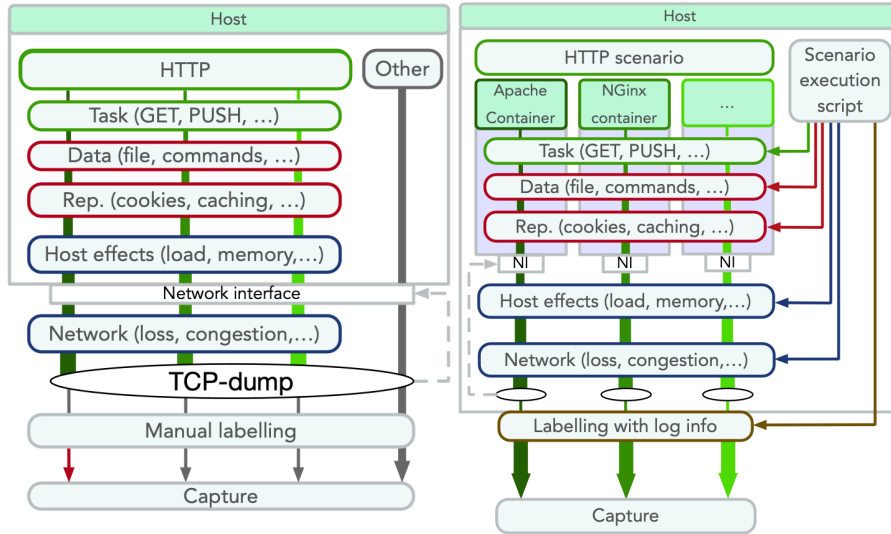 Host
HTTP
Other
Task (GET, PUSH, ...)
Data (file, commands, ...)
Rep. (cookies, caching, ...)
Host effects (load, memory,...)
Network interface
Network (loss, congestion,...)
TCP-dump
Manual labelling
Capture
Host
HTTP scenario
Scenario
execution
script
Apache
Container
NGinx
container
...
Task (GET, PUSH, ...)
Data (file, commands, ...)
Rep. (cookies, caching, ...)
NI
NI
NI
Host effects (load, memory,...)
Network (loss, congestion,...)
Labelling with log info
Capture